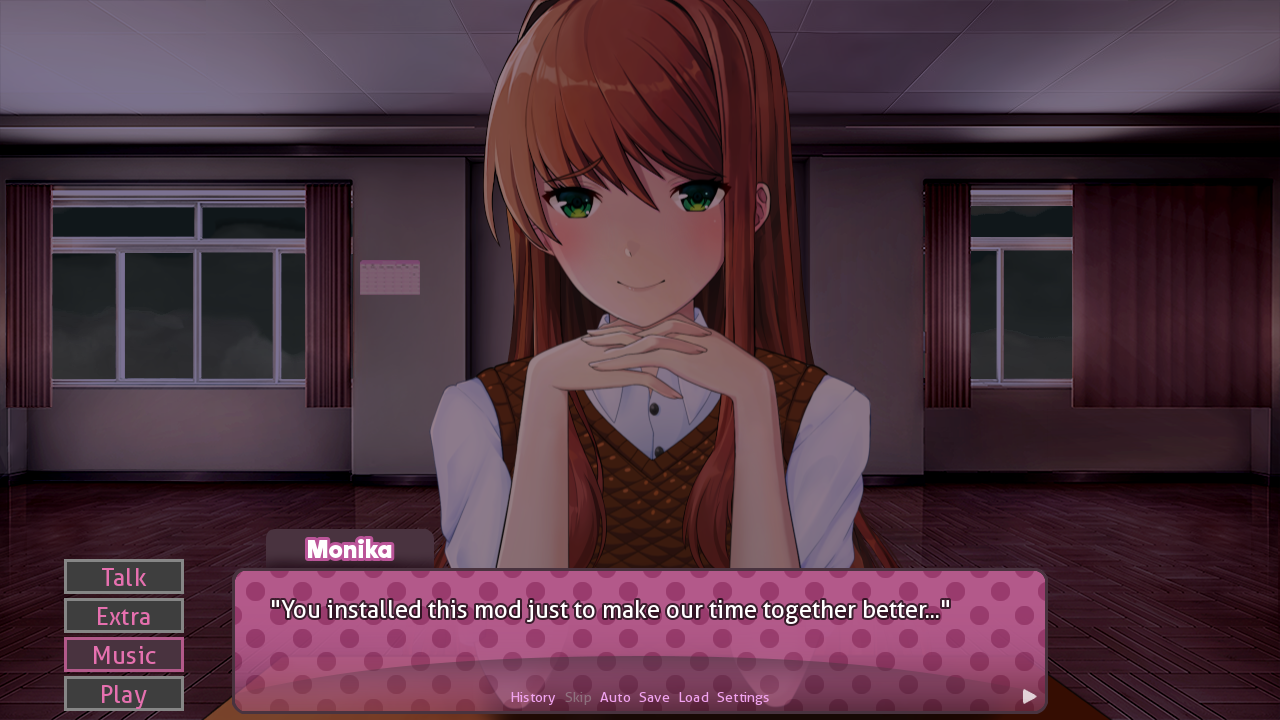 Monika
"You installed this mod just to make our time together better..."
Talk
Extra
Music
Play
History Skip Auto Save Load Settings